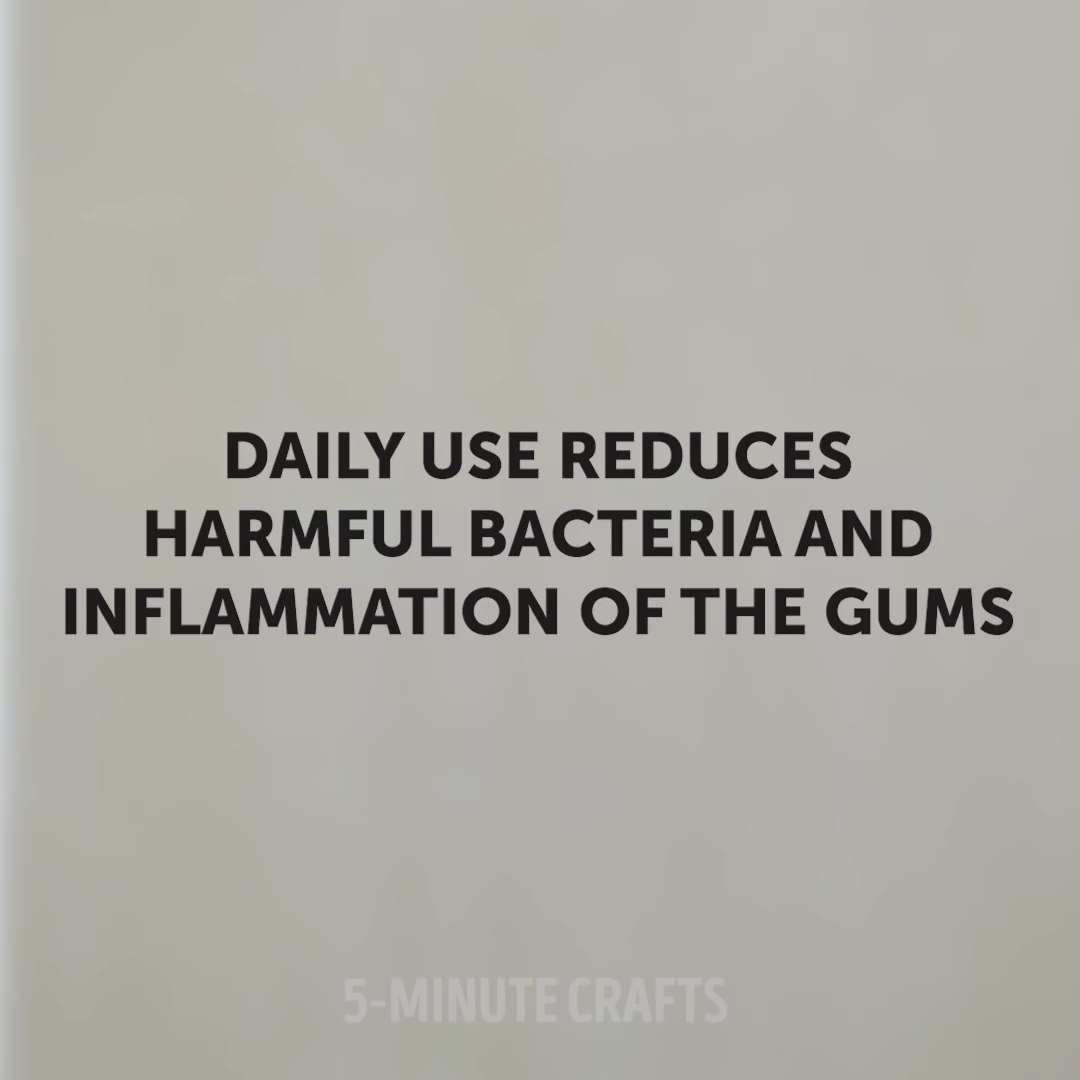 DAILY USE REDUCES
HARMFUL BACTERIA AND
INFLAMMATION OF THE GUMS
5-MINUTE CRAFTS